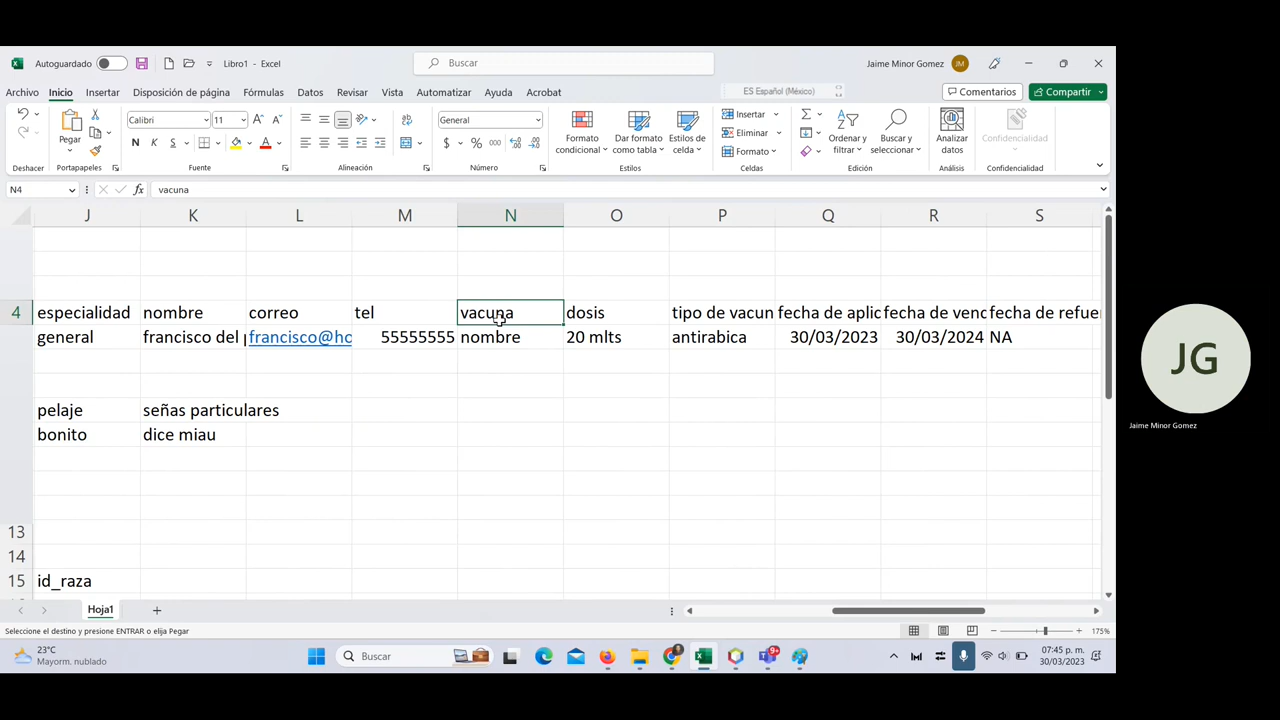 Autoguardado Libro1 - Excel Buscar Jaime Minor Gomez JM
Archivo Inicio Insertar Disposición de página Fórmulas Datos Revisar Vista Automatizar Ayuda Acrobat ES Español (México) Comentarios Compartir
Calibri 11 General Insertar
Pegar N K S Formato condicional Dar formato como tabla Estilos de celda Eliminar Ordenar y filtrar Buscar y seleccionar Analizar datos Confidencialidad
$ % 000 Formato
Deshacer Portapapeles Fuente Alineación Número Estilos Celdas Edición Análisis Confidencialidad
N4 fx vacuna
J K L M N O P Q R S
4 especialidad nombre correo tel vacuna dosis tipo de vacun fecha de aplic fecha de venc fecha de refue
general francisco del francisco@ho 55555555 nombre 20 mlts antirabica 30/03/2023 30/03/2024 NA
pelaje señas particulares
bonito dice miau
13
14
15 id_raza
Hoja1
Seleccione el destino y presione ENTRAR o elija Pegar 175%
23°C
Mayorm. nublado
Buscar
9+
07:45 p. m.
30/03/2023
JG
Jaime Minor Gomez